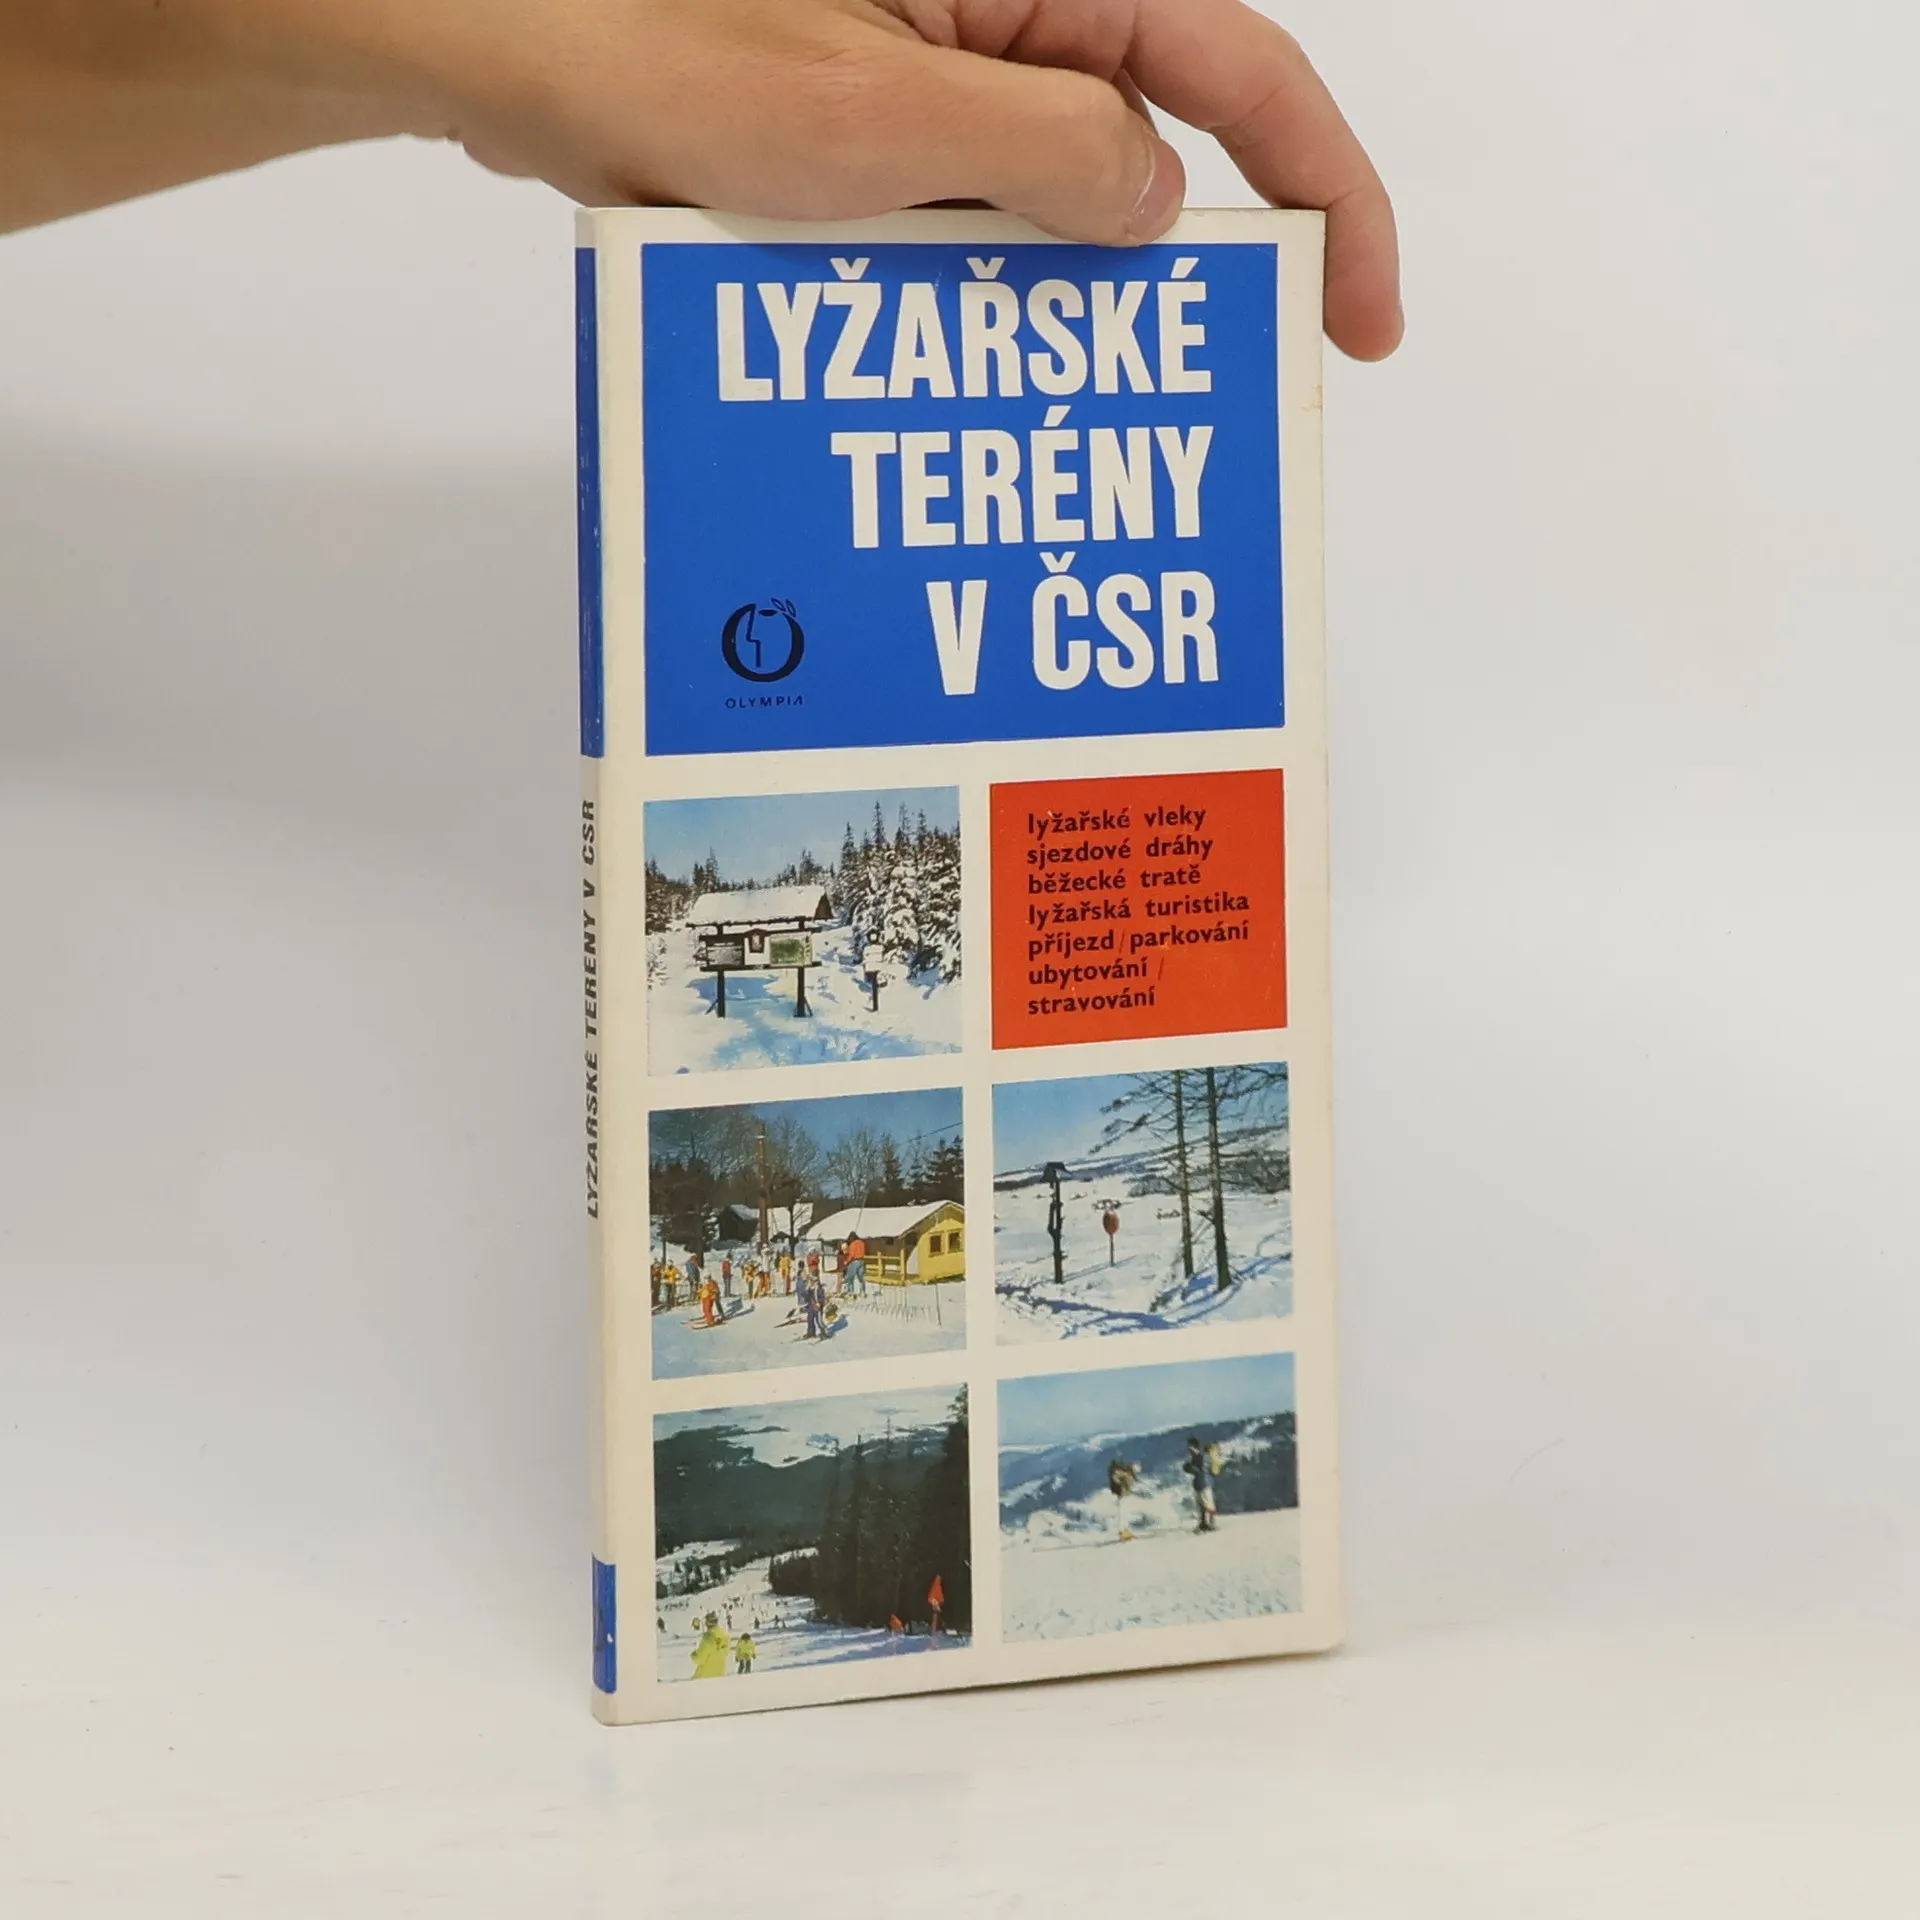 LYŽAŘSKÉ
TERÉNY
V ČSR
OLYMPIA
lyžařské vleky
sjezdové dráhy
běžecké tratě
lyžařská turistika
příjezd/parkování
ubytování/
stravování
LYŽAŘSKÉ TERÉNY V ČSR